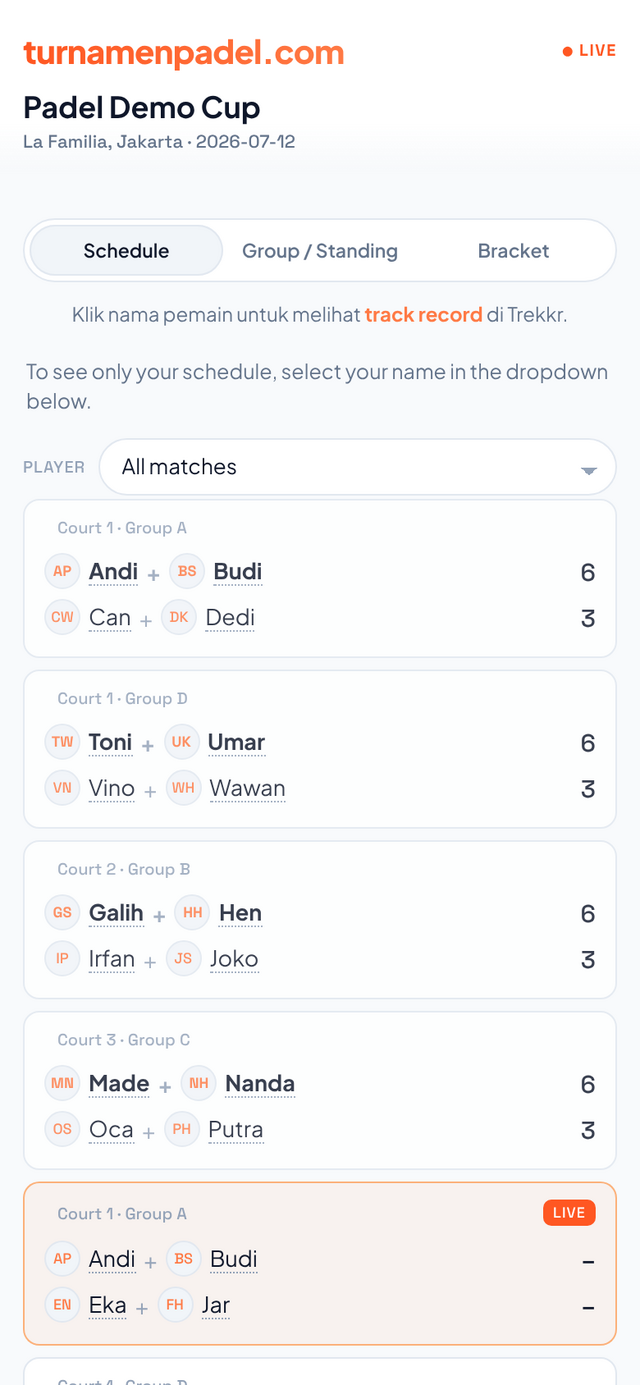 turnamenpadel.com
LIVE
Padel Demo Cup
La Familia, Jakarta · 2026-07-12
Schedule Group / Standing Bracket
Klik nama pemain untuk melihat track record di Trekkr.
To see only your schedule, select your name in the dropdown
below.
PLAYER All matches
Court 1 · Group A
AP Andi + BS Budi 6
CW Can + DK Dedi 3
Court 1 · Group D
TW Toni + UK Umar 6
VN Vino + WH Wawan 3
Court 2 · Group B
GS Galih + HH Hen 6
IP Irfan + JS Joko 3
Court 3 · Group C
MN Made + NH Nanda 6
OS Oca + PH Putra 3
Court 1 · Group A LIVE
AP Andi + BS Budi –
EN Eka + FH Jar –